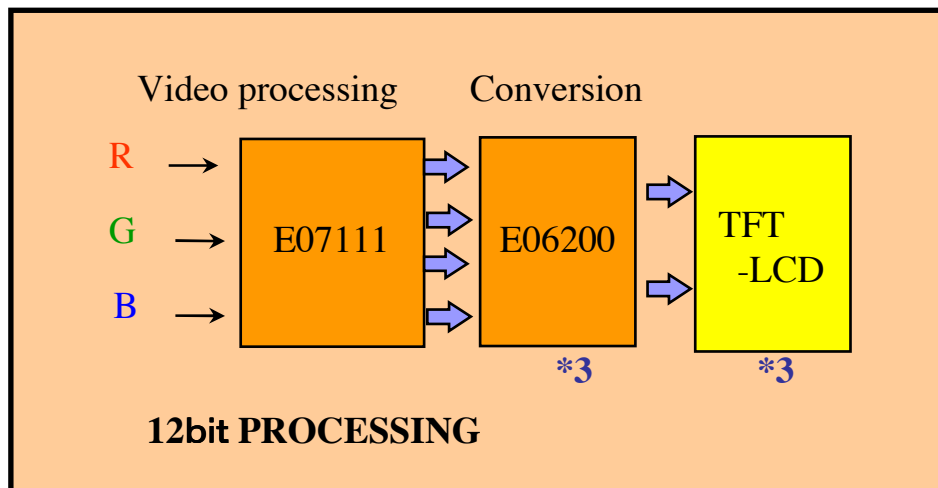 Video processing Conversion
R
G
B
E07111
E06200
TFT
-LCD
*3 *3
12bit PROCESSING